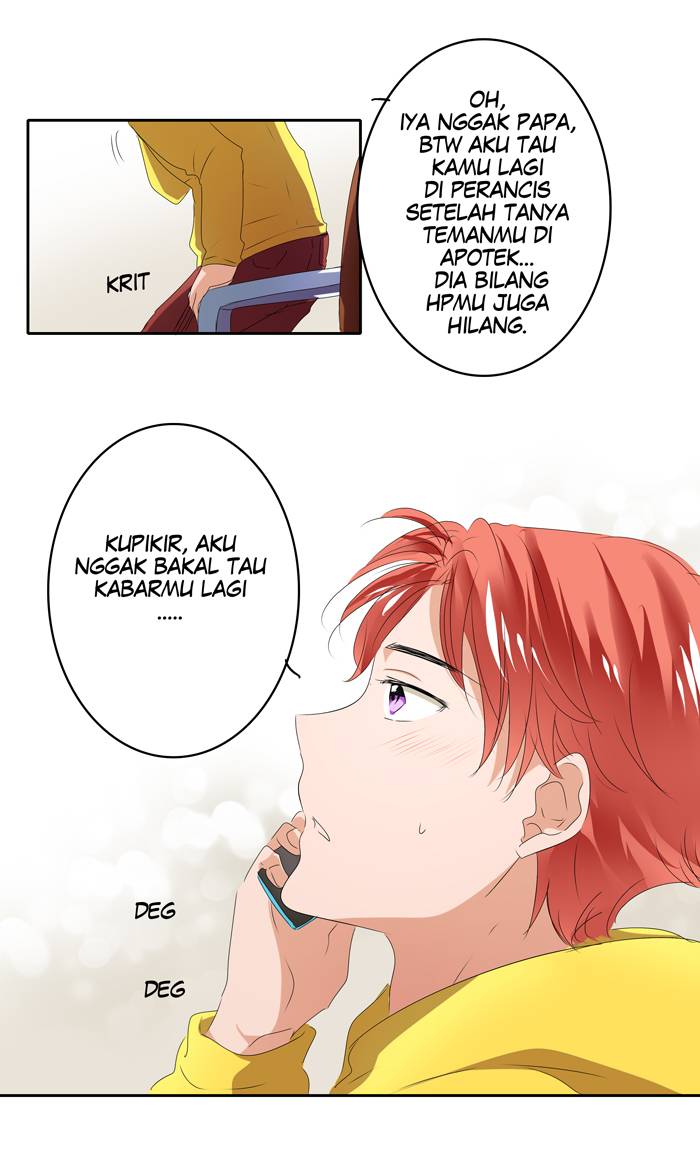 OH,
IYA NGGAK PAPA,
BTW AKU TAU
KAMU LAGI
DI PERANCIS
SETELAH TANYA
TEMANMU DI
APOTEK...
DIA BILANG
HPMU JUGA
HILANG.
KRIT
KUPIKIR, AKU
NGGAK BAKAL TAU
KABARMU LAGI
.....
DEG
DEG